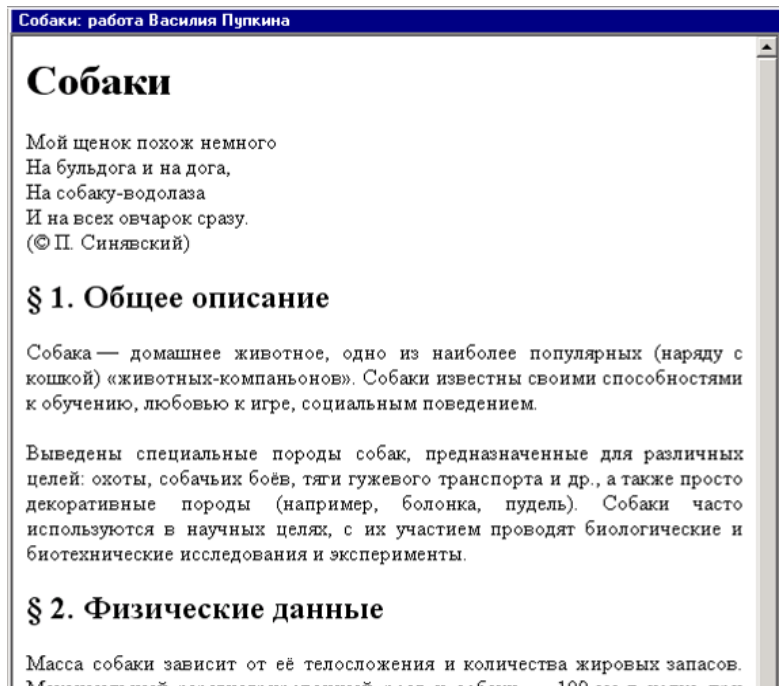 Собаки: работа Василия Пупкина
Собаки
Мой щенок похож немного
На бульдога и на дога,
На собаку-водолаза
И на всех овчарок сразу.
(© П. Синявский)
§ 1. Общее описание
Собака — домашнее животное, одно из наиболее популярных (наряду с
кошкой) «животных-компаньонов». Собаки известны своими способностями
к обучению, любовью к игре, социальным поведением.
Выведены специальные породы собак, предназначенные для различных
целей: охоты, собачьих боёв, тяги гужевого транспорта и др., а также просто
декоративные породы (например, болонка, пудель). Собаки часто
используются в научных целях, с их участием проводят биологические и
биотехнические исследования и эксперименты.
§ 2. Физические данные
Масса собаки зависит от её телосложения и количества жировых запасов.